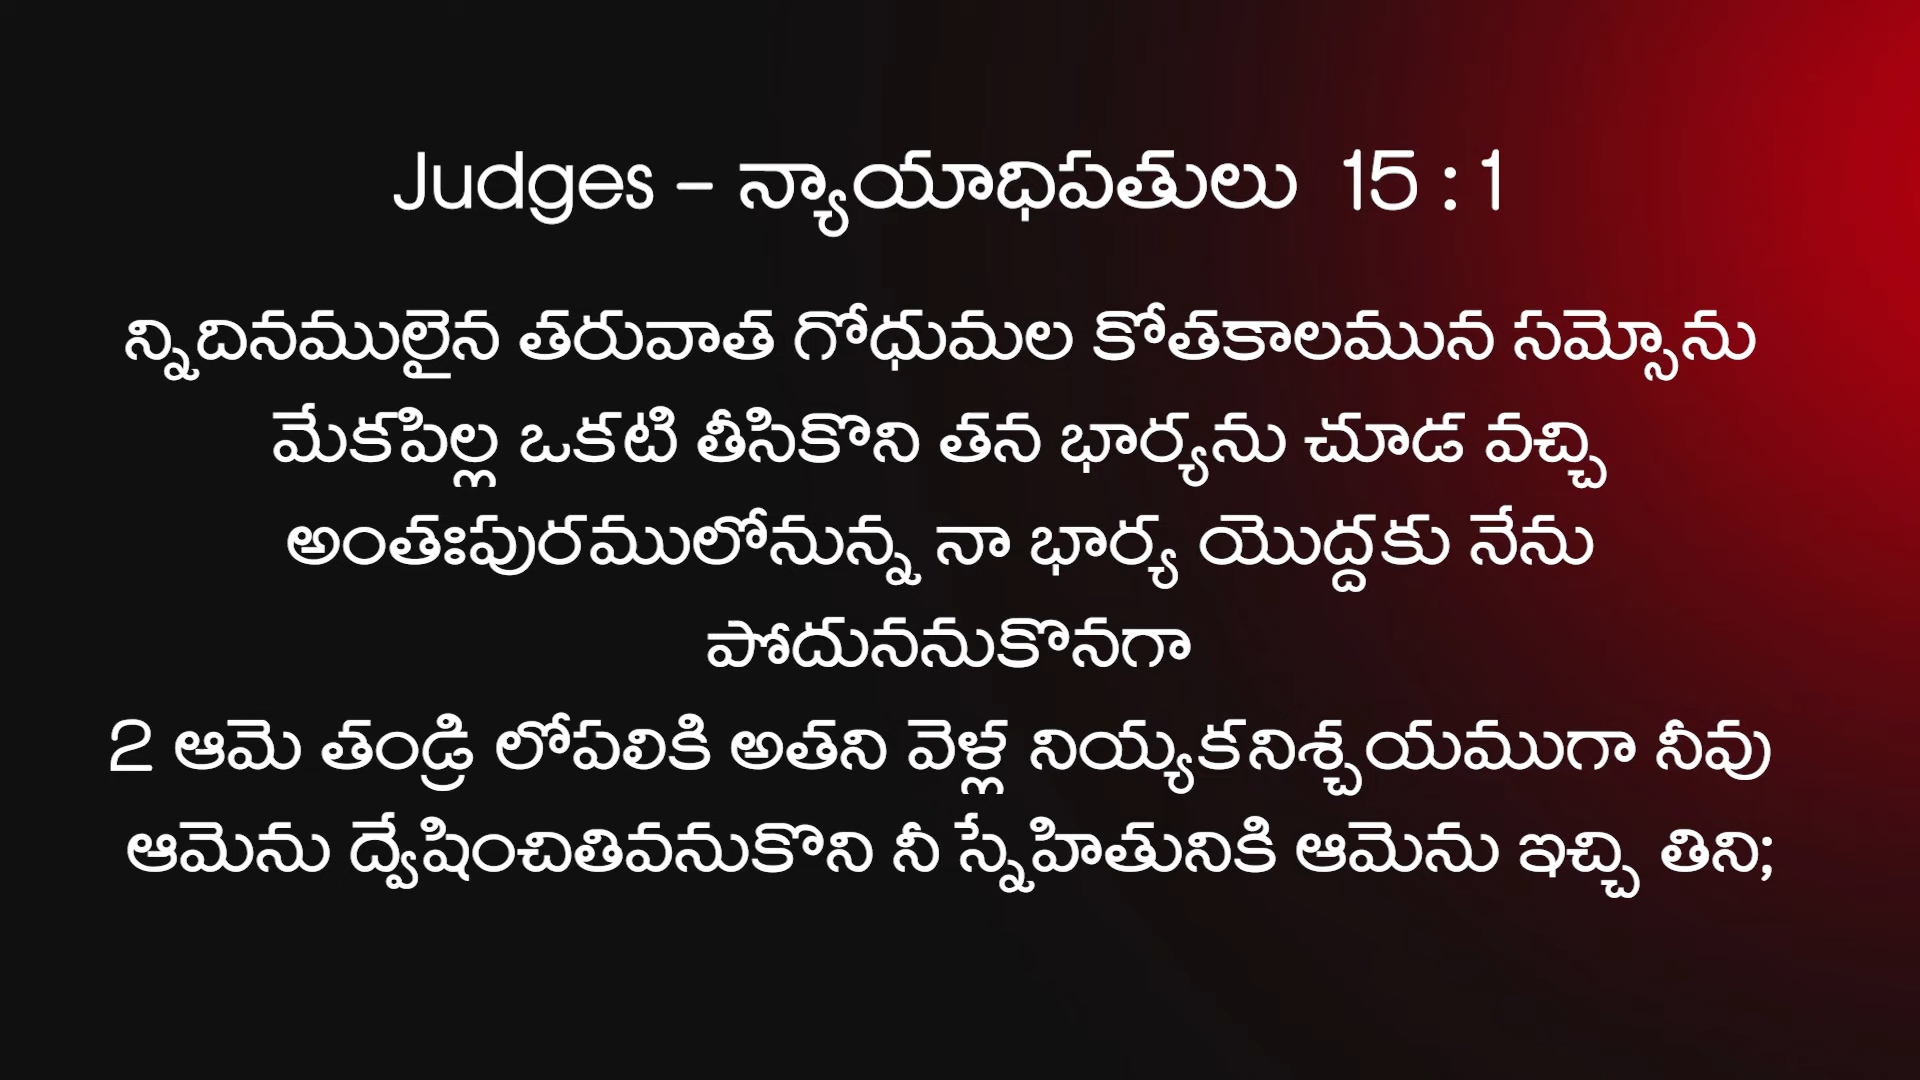 Judges – న్యాయాధిపతులు 15 : 1
న్నిదినములైన తరువాత గోధుమల కోతకాలమున సమ్సోను
మేకపిల్ల ఒకటి తీసికొని తన భార్యను చూడ వచ్చి
అంతఃపురములోనున్న నా భార్య యొద్దకు నేను
పోదుననుకొనగా
2 ఆమె తండ్రి లోపలికి అతని వెళ్ల నియ్యకనిశ్చయముగా నీవు
ఆమెను ద్వేషించితివనుకొని నీ స్నేహితునికి ఆమెను ఇచ్చి తిని;